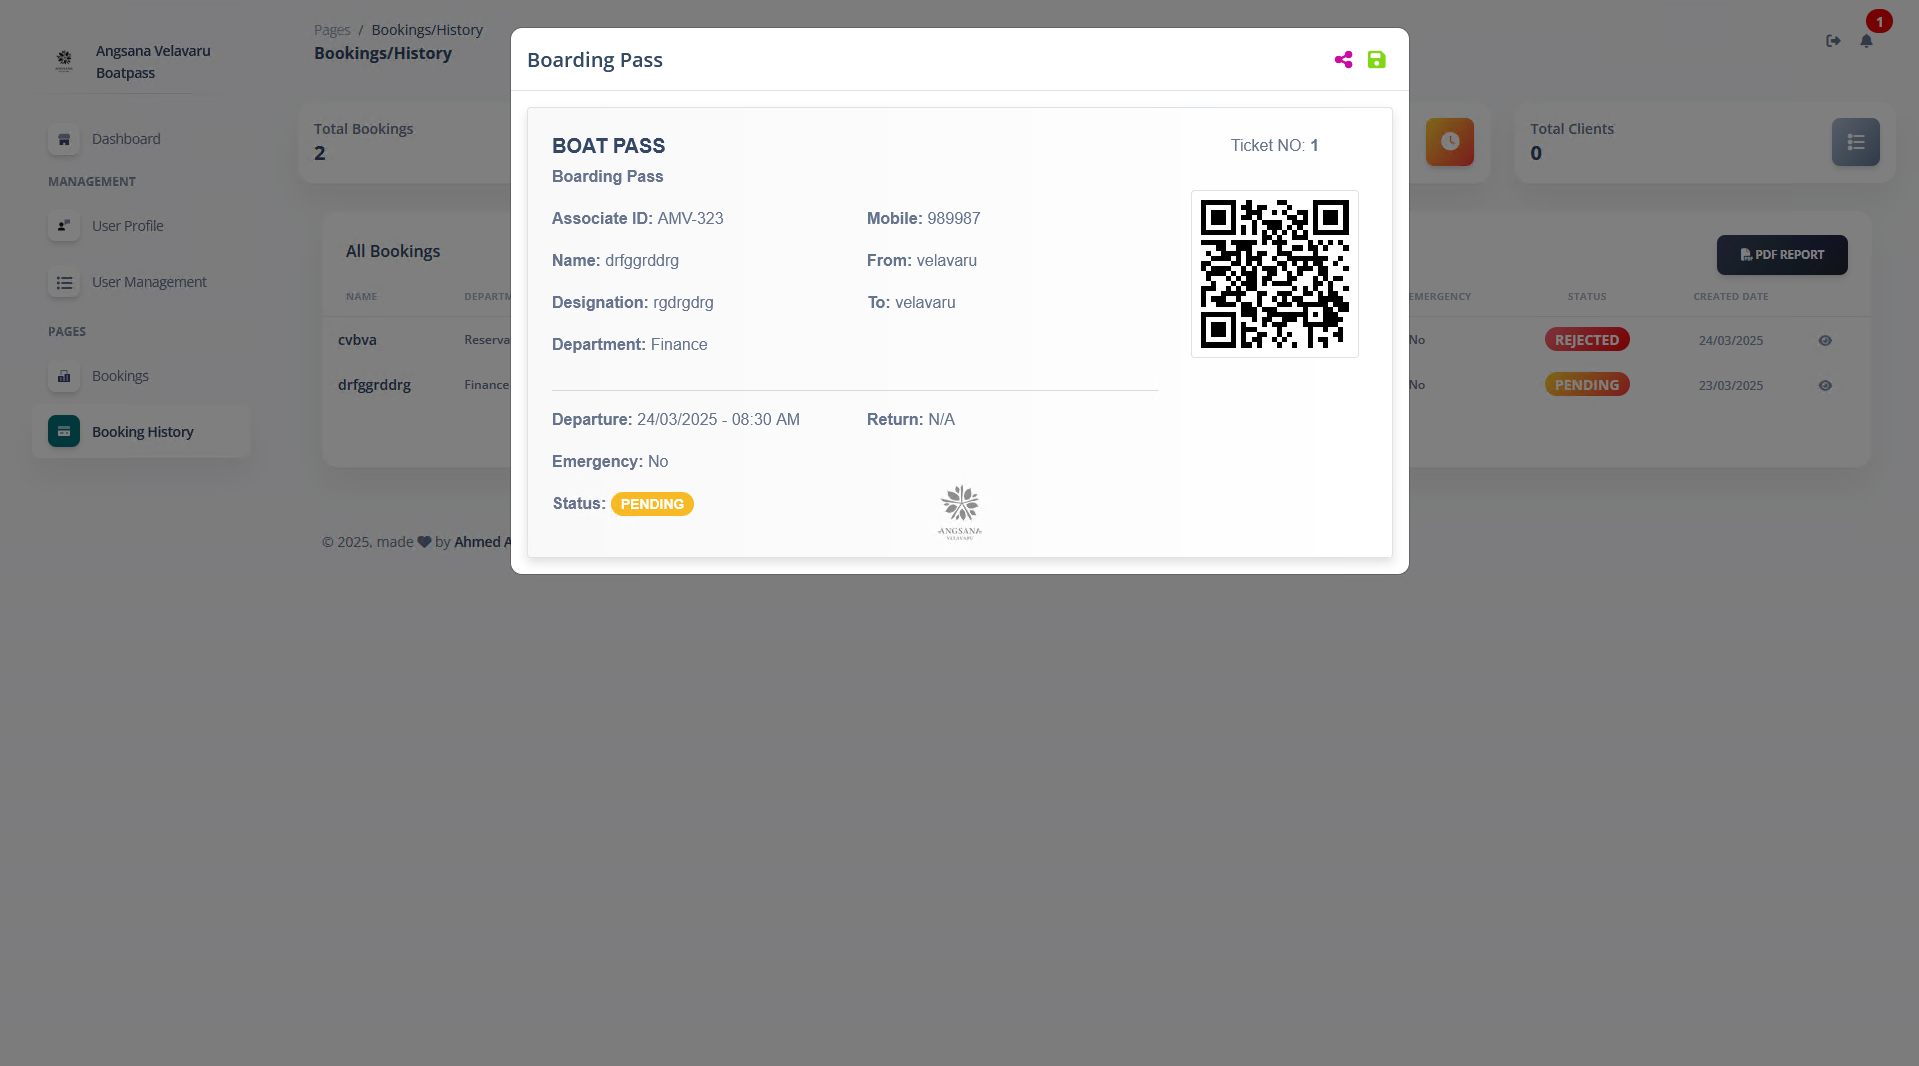 Angsana Velavaru
Boatpass
Dashboard
MANAGEMENT
User Profile
User Management
PAGES
Bookings
Booking History
Pages / Bookings/History
Bookings/History
1
Total Bookings
2
Total Clients
0
All Bookings
PDF REPORT
NAME DEPARTM EMERGENCY STATUS CREATED DATE
cvbva Reserva No REJECTED 24/03/2025
drfggrddrg Finance No PENDING 23/03/2025
© 2025, made by Ahmed A
Boarding Pass
BOAT PASS
Ticket NO: 1
Boarding Pass
Associate ID: AMV-323 Mobile: 989987
Name: drfggrddrg From: velavaru
Designation: rgdrgdrg To: velavaru
Department: Finance
Departure: 24/03/2025 - 08:30 AM Return: N/A
Emergency: No
Status: PENDING
ANGSANA
VELAVARU